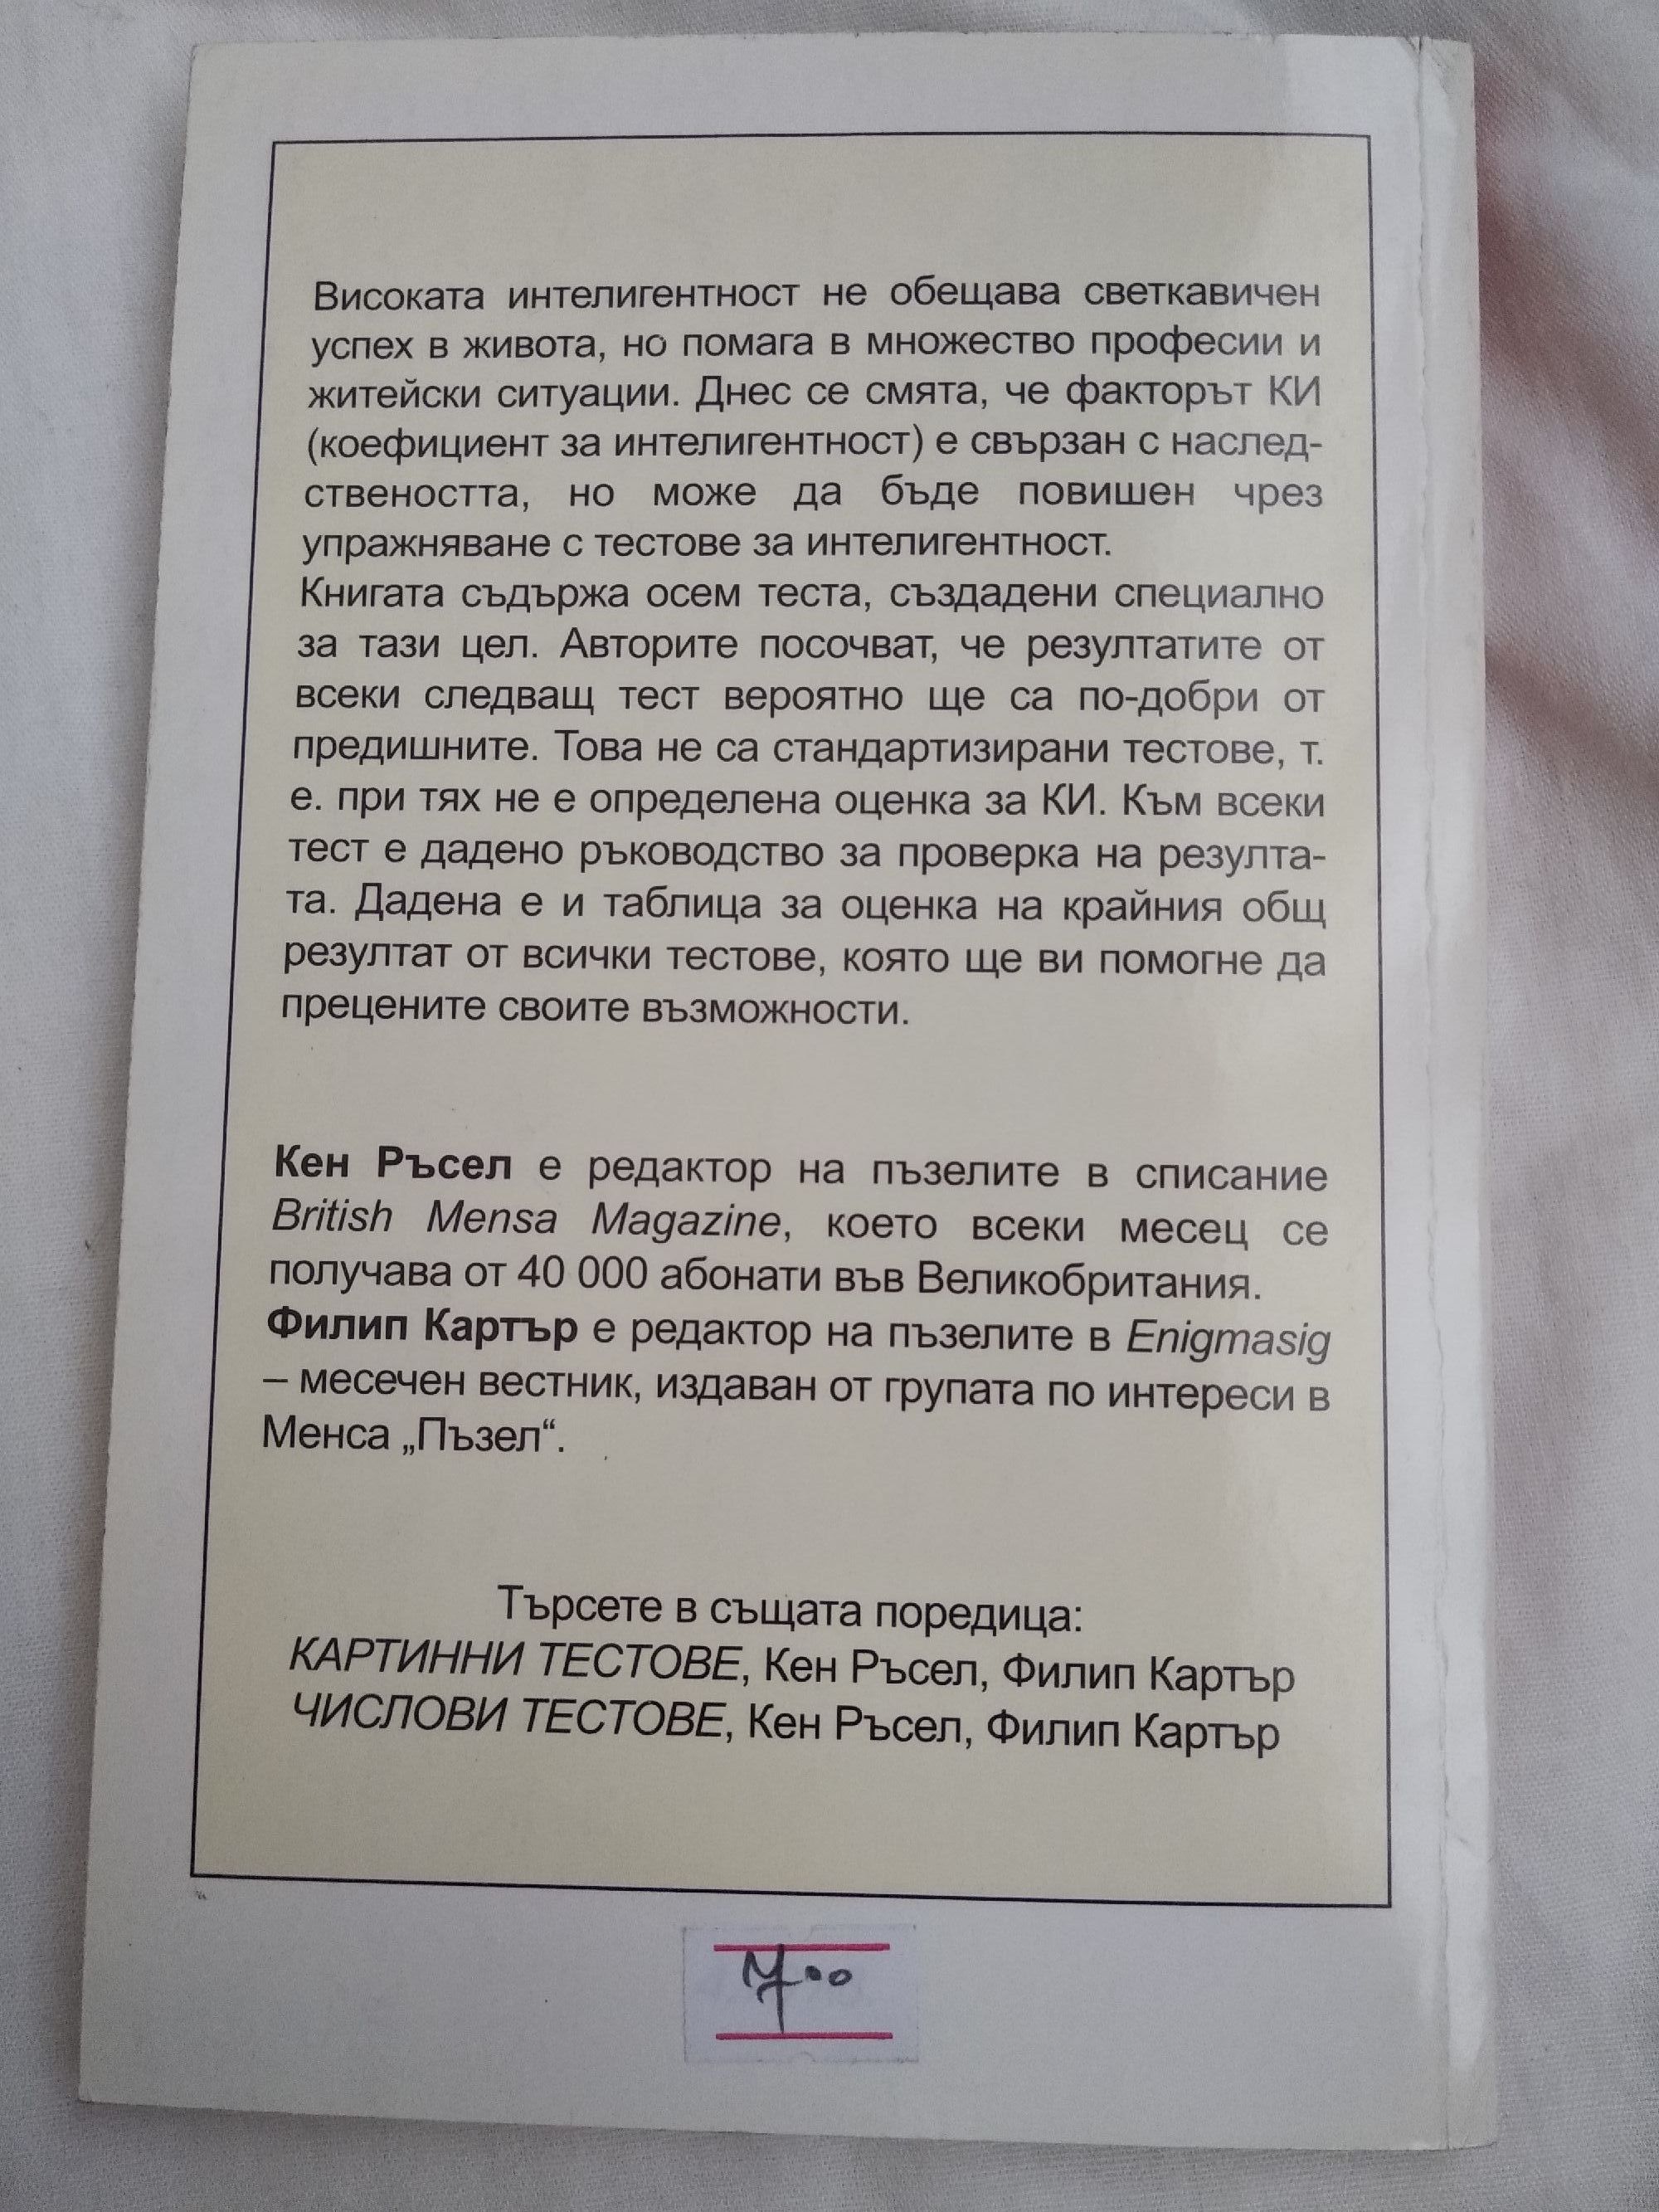 Високата интелигентност не обещава светкавичен
успех в живота, но помага в множество професии и
житейски ситуации. Днес се смята, че факторът КИ
(коефициент за интелигентност) е свързан с наслед-
ствеността, но може да бъде повишен чрез
упражняване с тестове за интелигентност.
Книгата съдържа осем теста, създадени специално
за тази цел. Авторите посочват, че резултатите от
всеки следващ тест вероятно ще са по-добри от
предишните. Това не са стандартизирани тестове, т.
е. при тях не е определена оценка за КИ. Към всеки
тест е дадено ръководство за проверка на резулта-
та. Дадена е и таблица за оценка на крайния общ
резултат от всички тестове, която ще ви помогне да
прецените своите възможности.
Кен Ръсел е редактор на пъзелите в списание
British Mensa Magazine, което всеки месец се
получава от 40 000 абонати във Великобритания.
Филип Картър е редактор на пъзелите в Enigmasig
– месечен вестник, издаван от групата по интереси в
Менса „Пъзел“.
Търсете в същата поредица:
КАРТИННИ ТЕСТОВЕ, Кен Ръсел, Филип Картър
ЧИСЛОВИ ТЕСТОВЕ, Кен Ръсел, Филип Картър
7.00